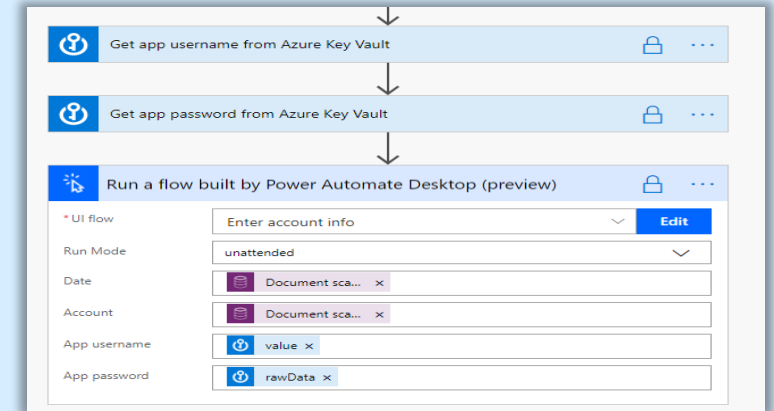 Get app username from Azure Key Vault
Get app password from Azure Key Vault
Run a flow built by Power Automate Desktop (preview)
* UI flow Enter account info Edit
Run Mode unattended
Date Document sca... ×
Account Document sca... ×
App username value ×
App password rawData ×